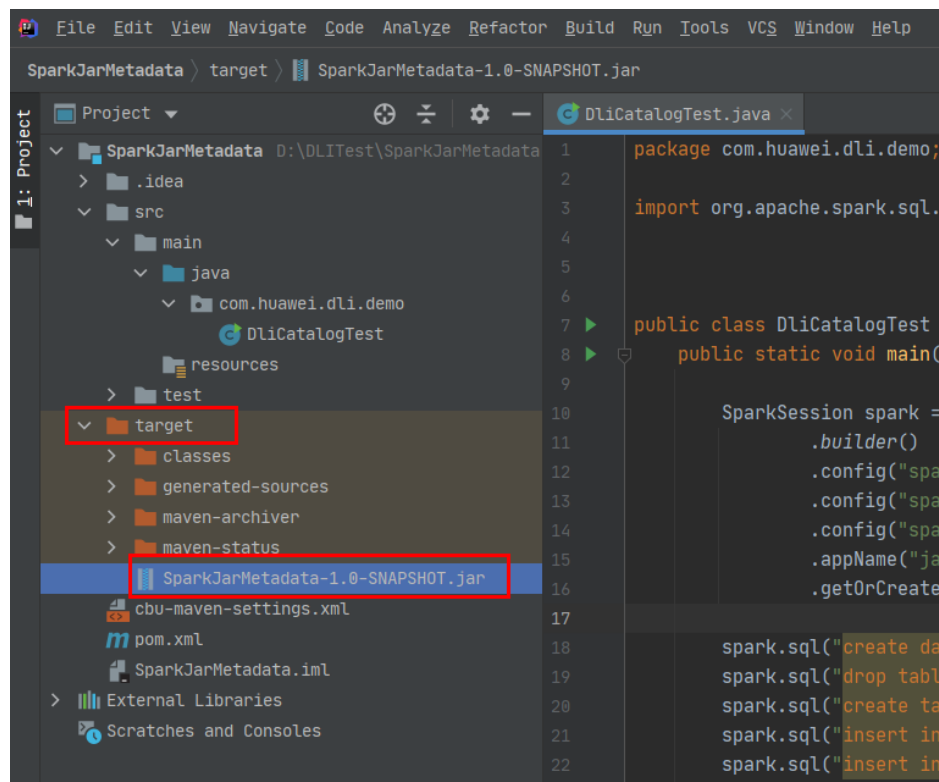 File Edit View Navigate Code Analyze Refactor Build Run Tools VCS Window Help
SparkJarMetadata target SparkJarMetadata-1.0-SNAPSHOT.jar
1: Project
Project
SparkJarMetadata D:\DLITest\SparkJarMetadata
.idea
src
main
java
com.huawei.dli.demo
DliCatalogTest
resources
test
target
classes
generated-sources
maven-archiver
maven-status
SparkJarMetadata-1.0-SNAPSHOT.jar
cbu-maven-settings.xml
pom.xml
SparkJarMetadata.iml
External Libraries
Scratches and Consoles
DliCatalogTest.java
1 package com.huawei.dli.demo;
2
3 import org.apache.spark.sql.
4
5
6
7 public class DliCatalogTest
8 public static void main(
9
10 SparkSession spark =
11 .builder()
12 .config("spa
13 .config("spa
14 .config("spa
15 .appName("ja
16 .getOrCreate
17
18 spark.sql("create da
19 spark.sql("drop tabl
20 spark.sql("create ta
21 spark.sql("insert in
22 spark.sql("insert in